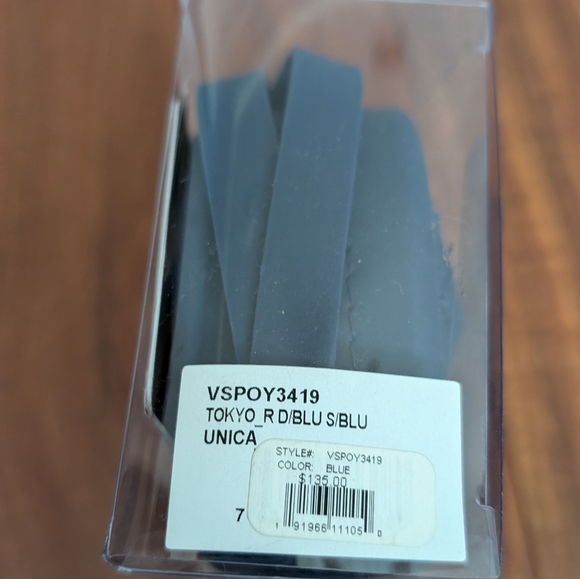 VSPOY3419
TOKYO_R D/BLU S/BLU
UNICA
STYLE#: VSPOY3419
COLOR: BLUE
$135.00
7
1 91966 11105 0